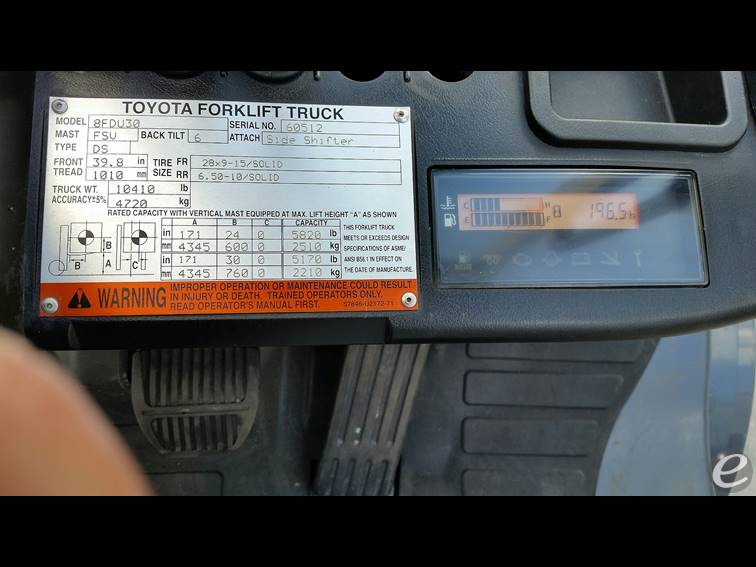 TOYOTA FORKLIFT TRUCK
MODEL 8FDU30 SERIAL NO. 60512
MAST FSV BACK TILT 6 ATTACH Side Shifter
TYPE DS
FRONT TREAD 39.8 in 1010 mm
TIRE SIZE FR 28x9-15/SOLID
RR 6.50-10/SOLID
TRUCK WT. 10410 lb
ACCURACY±5% 4720 kg
RATED CAPACITY WITH VERTICAL MAST EQUIPPED AT MAX. LIFT HEIGHT "A" AS SHOWN
A B C CAPACITY
in 171 24 0 5820 lb
mm 4345 600 0 2510 kg
in 171 30 0 5170 lb
mm 4345 760 0 2210 kg
THIS FORKLIFT TRUCK
MEETS OR EXCEEDS DESIGN
SPECIFICATIONS OF ASME/
ANSI B56.1 IN EFFECT ON
THE DATE OF MANUFACTURE.
B
A
B C
WARNING
IMPROPER OPERATION OR MAINTENANCE COULD RESULT
IN INJURY OR DEATH. TRAINED OPERATORS ONLY.
READ OPERATOR'S MANUAL FIRST.
57846-U2172-71
C H
E F
196.5h
e